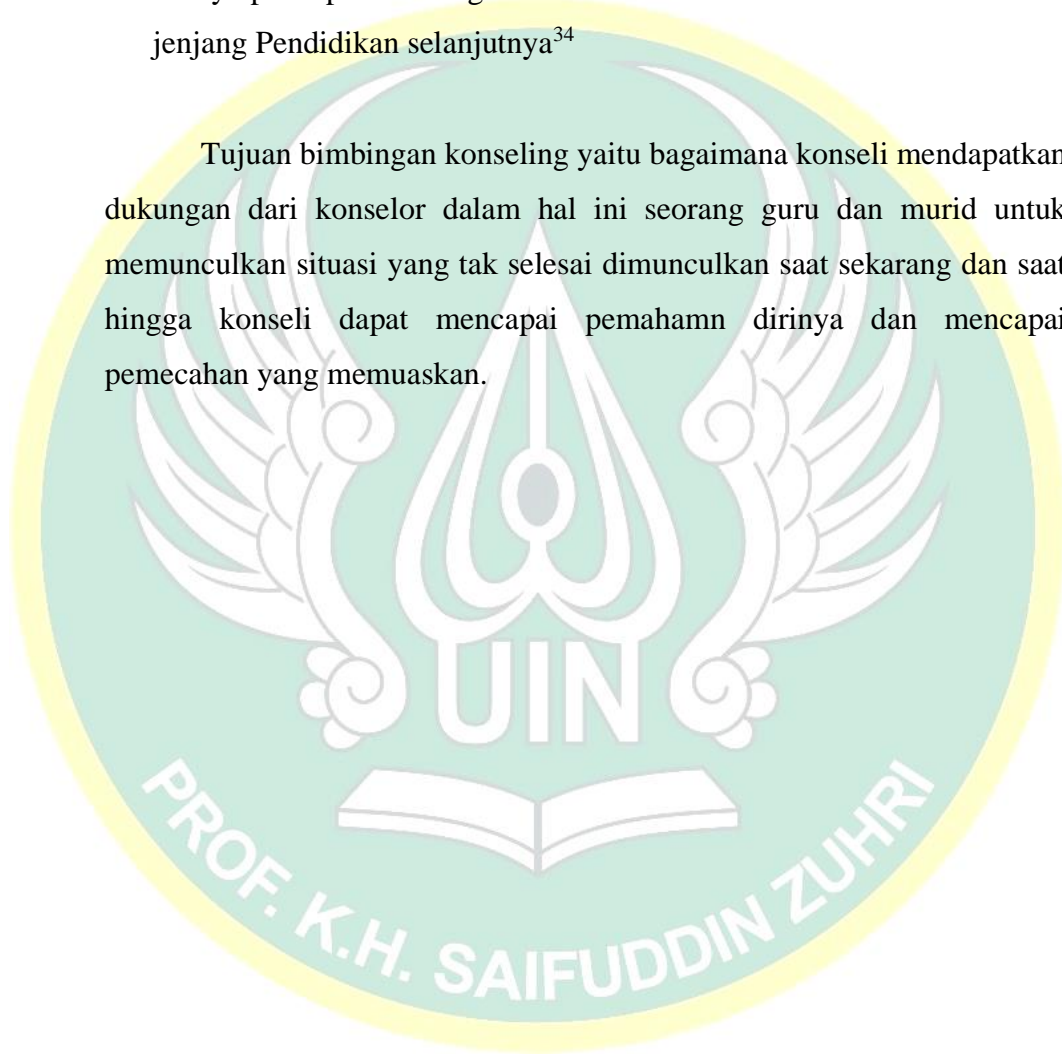 jenjang Pendidikan selanjutnya34
Tujuan bimbingan konseling yaitu bagaimana konseli mendapatkan
dukungan dari konselor dalam hal ini seorang guru dan murid untuk
memunculkan situasi yang tak selesai dimunculkan saat sekarang dan saat
hingga konseli dapat mencapai pemahamn dirinya dan mencapai
pemecahan yang memuaskan.
UIN
PROF. K.H. SAIFUDDIN ZUHRI